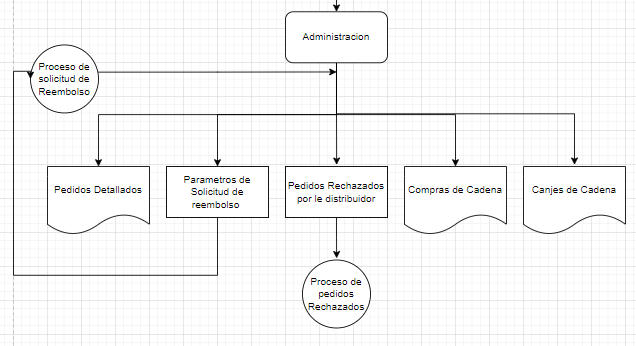 Administracion
Proceso de
solicitud de
Reembolso
Pedidos Detallados
Parametros de
Solicitud de
reembolso
Pedidos Rechazados
por le distribuidor
Compras de Cadena
Canjes de Cadena
Proceso de
pedidos
Rechazados